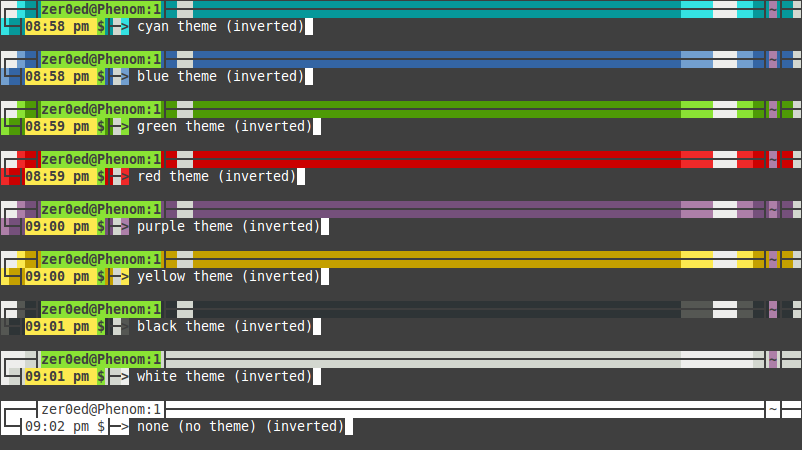 zer0ed@Phenom:1 ~
08:58 pm $ > cyan theme (inverted)
zer0ed@Phenom:1 ~
08:58 pm $ > blue theme (inverted)
zer0ed@Phenom:1 ~
08:59 pm $ > green theme (inverted)
zer0ed@Phenom:1 ~
08:59 pm $ > red theme (inverted)
zer0ed@Phenom:1 ~
09:00 pm $ > purple theme (inverted)
zer0ed@Phenom:1 ~
09:00 pm $ > yellow theme (inverted)
zer0ed@Phenom:1 ~
09:01 pm $ > black theme (inverted)
zer0ed@Phenom:1 ~
09:01 pm $ > white theme (inverted)
zer0ed@Phenom:1 ~
09:02 pm $ > none (no theme) (inverted)